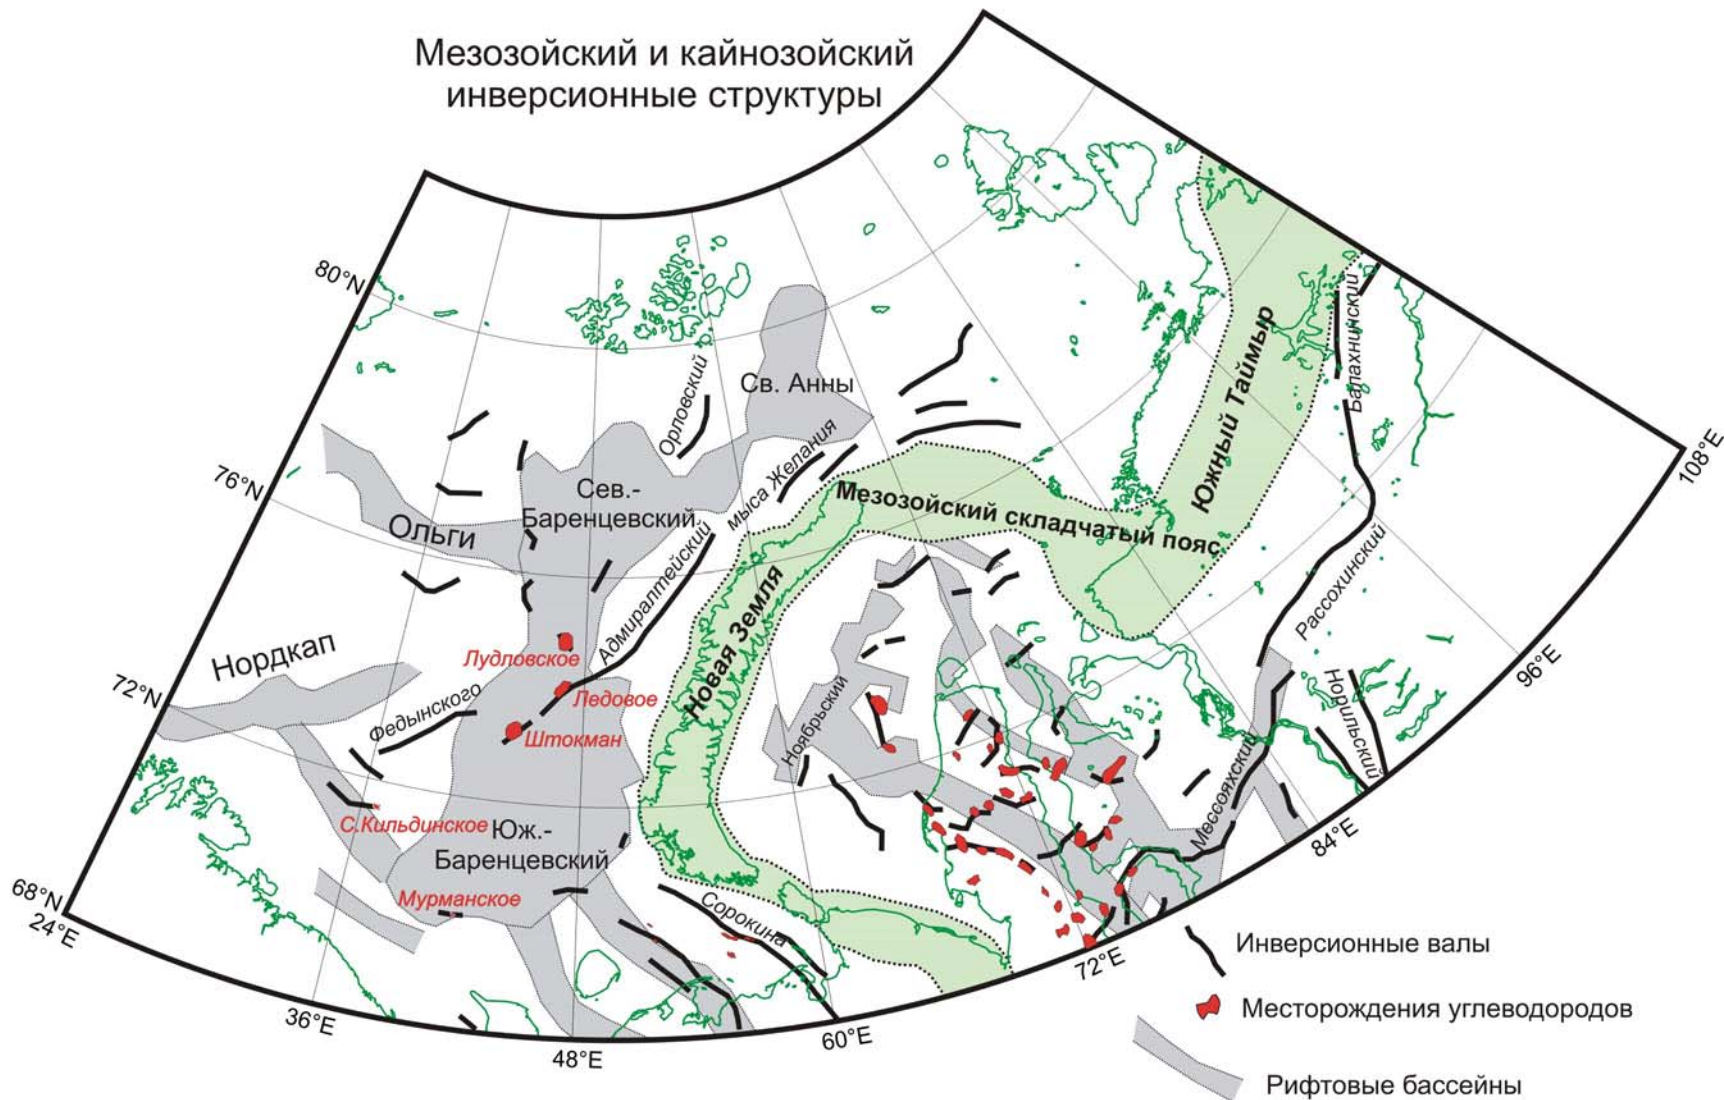 Мезозойский и кайнозойский
инверсионные структуры
80°N
76°N
72°N
68°N
24°E
36°E
48°E
60°E
72°E
84°E
96°E
108°E
Св. Анны
Орловский
мыса Желания
Сев.-
Баренцевский
Ольги
Адмиралтейский
Нордкап
Федынского
Лудловское
Ледовое
Штокман
С.Кильдинское
Юж.-
Баренцевский
Мурманское
Сорокина
Новая Земля
Мезозойский складчатый пояс
Южный Таймыр
Балахнинский
Рассохинский
Норильский
Мессояхский
Ноябрьский
Инверсионные валы
Месторождения углеводородов
Рифтовые бассейны